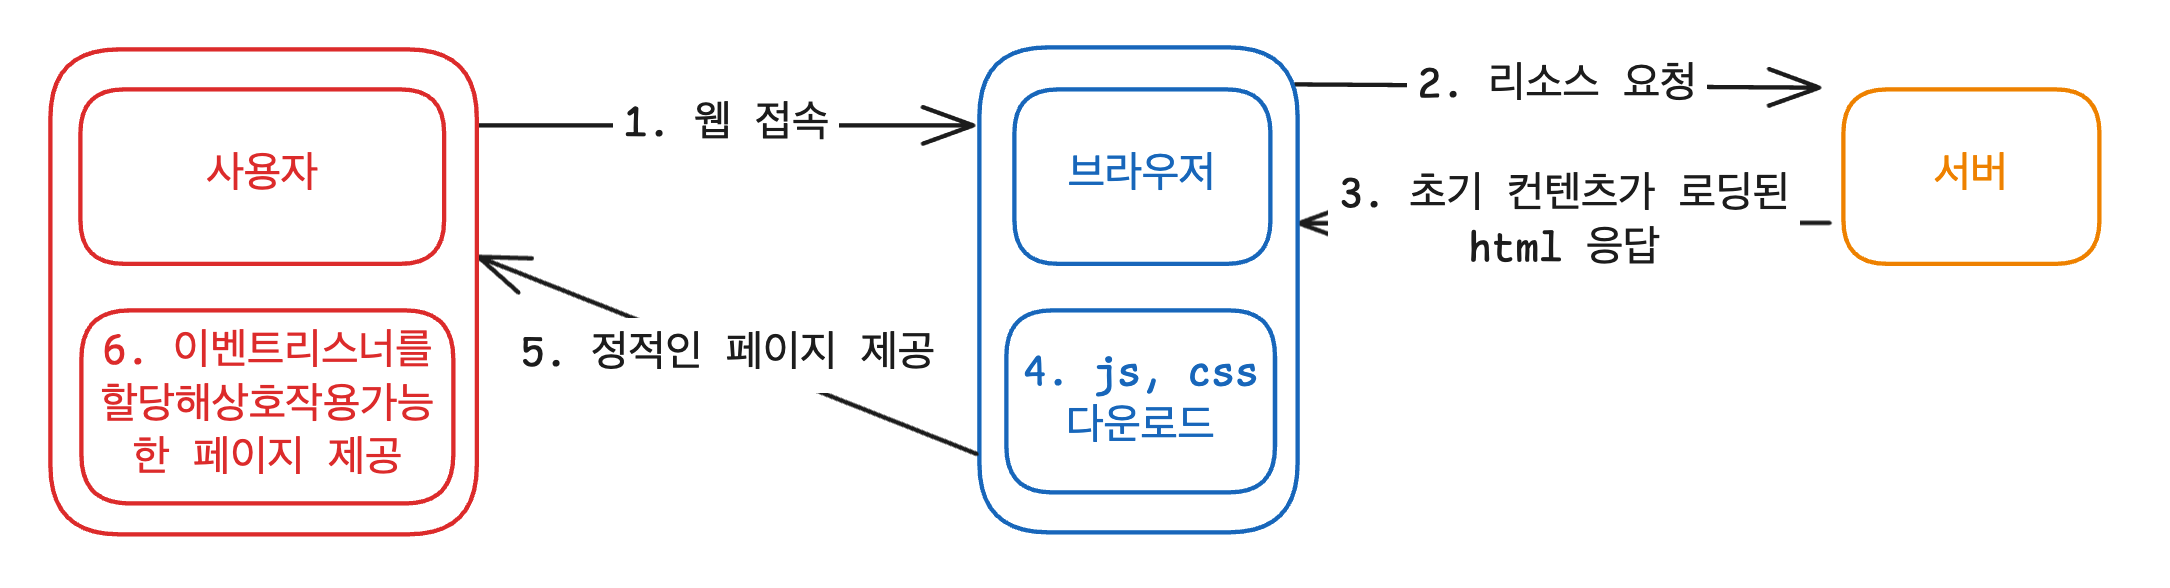 사용자
6. 이벤트리스너를
할당해상호작용가능
한 페이지 제공
1. 웹 접속
5. 정적인 페이지 제공
브라우저
4. js, css
다운로드
2. 리소스 요청
3. 초기 컨텐츠가 로딩된
html 응답
서버